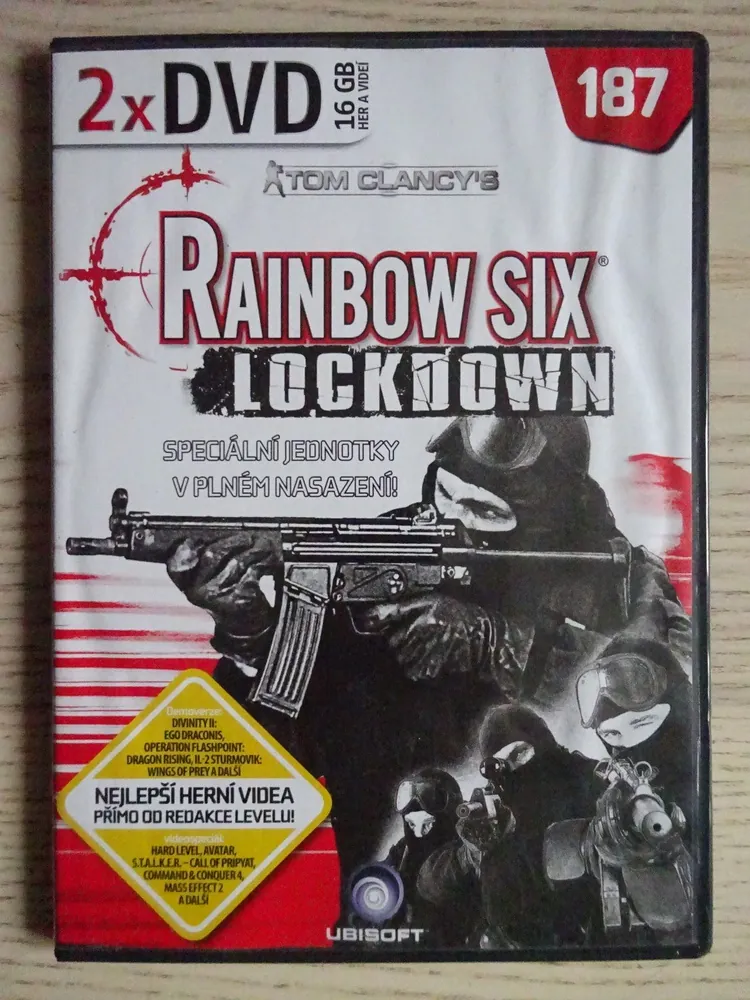 2xDVD
16 GB
HER A VIDEÍ
187
TOM CLANCY'S
RAINBOW SIX®
LOCKDOWN
SPECIÁLNÍ JEDNOTKY
V PLNÉM NASAZENÍ!
Demoverze:
DIVINITY II:
EGO DRACONIS,
OPERATION FLASHPOINT:
DRAGON RISING, IL-2 STURMOVIK:
WINGS OF PREY A DALŠÍ
NEJLEPŠÍ HERNÍ VIDEA
PŘÍMO OD REDAKCE LEVELU!
videospeciál:
HARD LEVEL, AVATAR,
S.T.A.L.K.E.R. – CALL OF PRIPYAT,
COMMAND & CONQUER 4,
MASS EFFECT 2
A DALŠÍ
UBISOFT